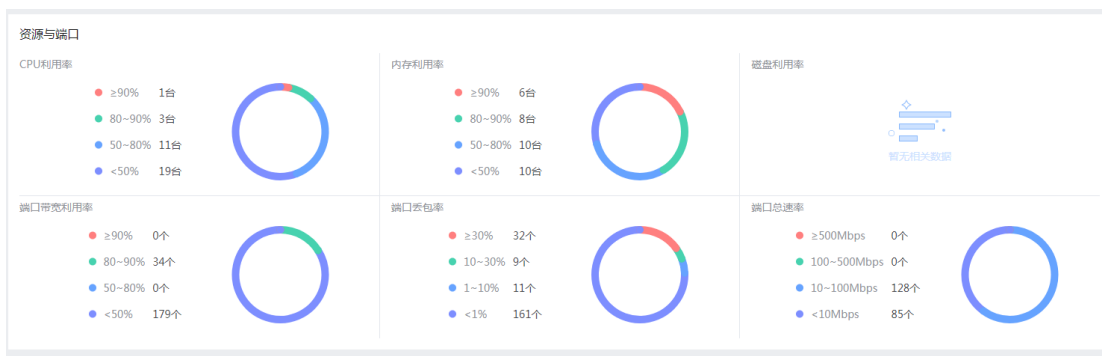 资源与端口
CPU利用率
≥90% 1台
80~90% 3台
50~80% 11台
<50% 19台
内存利用率
≥90% 6台
80~90% 8台
50~80% 10台
<50% 10台
磁盘利用率
暂无相关数据
端口带宽利用率
≥90% 0个
80~90% 34个
50~80% 0个
<50% 179个
端口丢包率
≥30% 32个
10~30% 9个
1~10% 11个
<1% 161个
端口总速率
≥500Mbps 0个
100~500Mbps 0个
10~100Mbps 128个
<10Mbps 85个